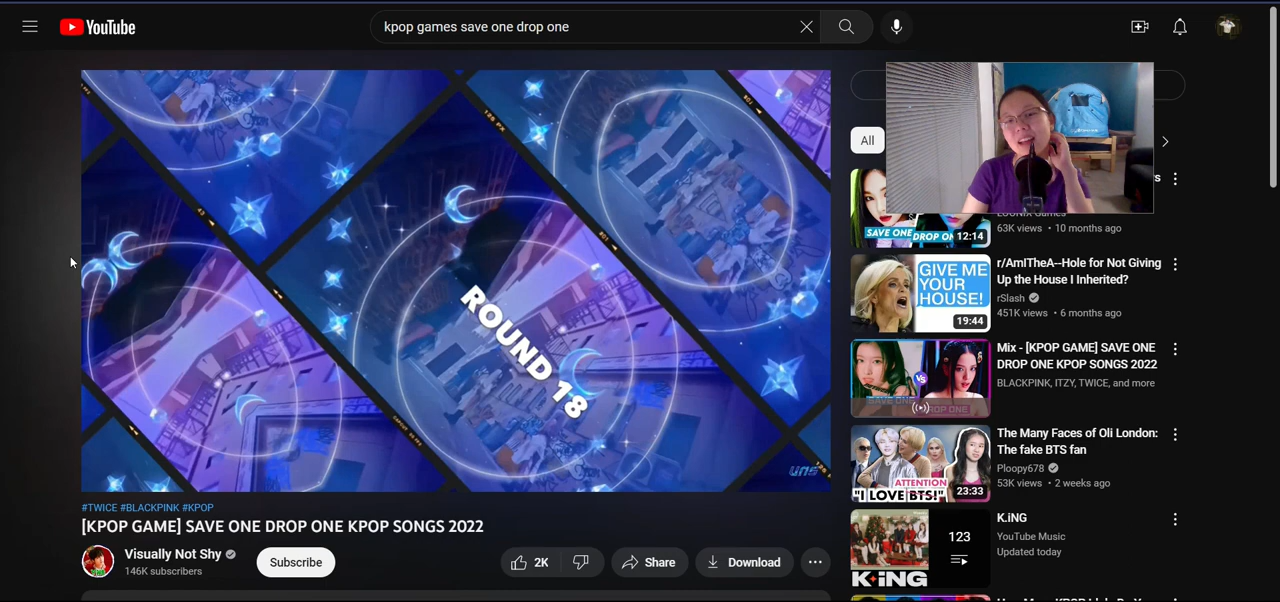 YouTube
kpop games save one drop one
ROUND 18
#TWICE #BLACKPINK #KPOP
[KPOP GAME] SAVE ONE DROP ONE KPOP SONGS 2022
Visually Not Shy
146K subscribers
Subscribe
2K
Share
Download
All
SAVE ONE
12:14
63K views • 10 months ago
GIVE ME
YOUR
HOUSE!
19:44
r/AmITheA--Hole for Not Giving
Up the House I Inherited?
rSlash
451K views • 6 months ago
VS
Mix - [KPOP GAME] SAVE ONE
DROP ONE KPOP SONGS 2022
BLACKPINK, ITZY, TWICE, and more
ATTENTION
"I LOVE BTS!"
23:33
The Many Faces of Oli London:
The fake BTS fan
Ploopy678
53K views • 2 weeks ago
K:iNG
123
K.iNG
YouTube Music
Updated today